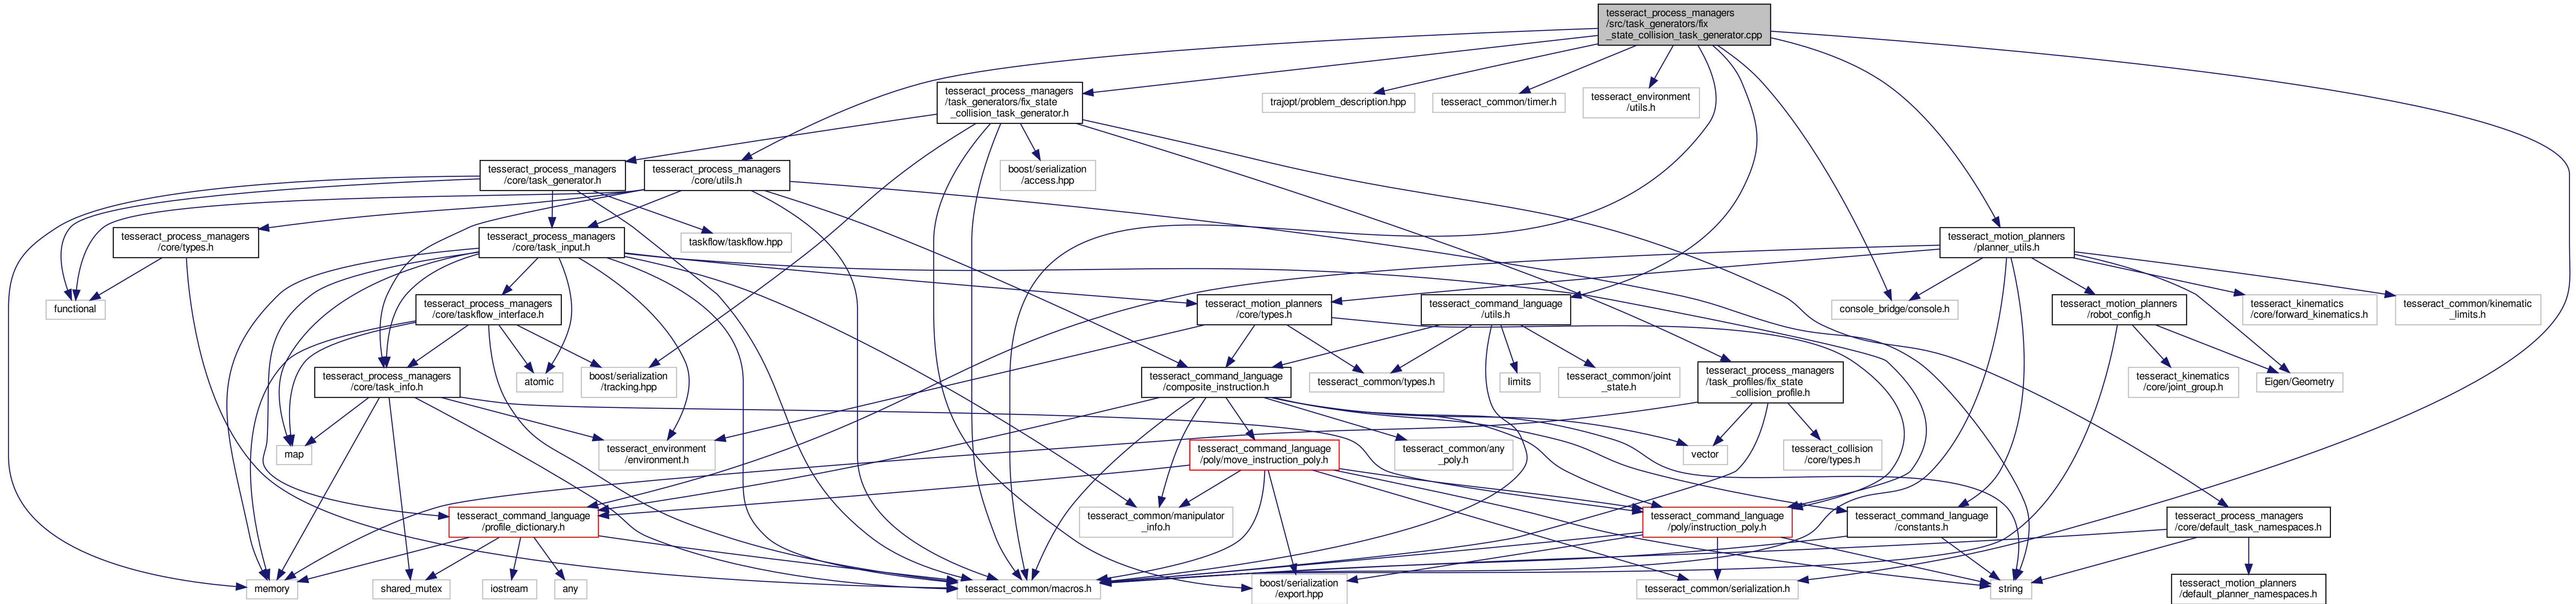 tesseract_process_managers
/src/task_generators/fix
_state_collision_task_generator.cpp
tesseract_process_managers
/task_generators/fix_state
_collision_task_generator.h
trajopt/problem_description.hpp
tesseract_common/timer.h
tesseract_environment
/utils.h
tesseract_process_managers
/core/task_generator.h
tesseract_process_managers
/core/utils.h
boost/serialization
/access.hpp
tesseract_process_managers
/core/types.h
tesseract_process_managers
/core/task_input.h
taskflow/taskflow.hpp
tesseract_motion_planners
/planner_utils.h
functional
tesseract_process_managers
/core/taskflow_interface.h
tesseract_motion_planners
/core/types.h
tesseract_command_language
/utils.h
console_bridge/console.h
tesseract_motion_planners
/robot_config.h
tesseract_kinematics
/core/forward_kinematics.h
tesseract_common/kinematic
_limits.h
tesseract_process_managers
/core/task_info.h
atomic
boost/serialization
/tracking.hpp
tesseract_command_language
/composite_instruction.h
tesseract_common/types.h
limits
tesseract_common/joint
_state.h
tesseract_process_managers
/task_profiles/fix_state
_collision_profile.h
tesseract_kinematics
/core/joint_group.h
Eigen/Geometry
map
tesseract_environment
/environment.h
tesseract_command_language
/poly/move_instruction_poly.h
tesseract_common/any
_poly.h
vector
tesseract_collision
/core/types.h
tesseract_command_language
/profile_dictionary.h
tesseract_common/manipulator
_info.h
tesseract_command_language
/poly/instruction_poly.h
tesseract_command_language
/constants.h
tesseract_process_managers
/core/default_task_namespaces.h
memory
shared_mutex
iostream
any
tesseract_common/macros.h
boost/serialization
/export.hpp
tesseract_common/serialization.h
string
tesseract_motion_planners
/default_planner_namespaces.h